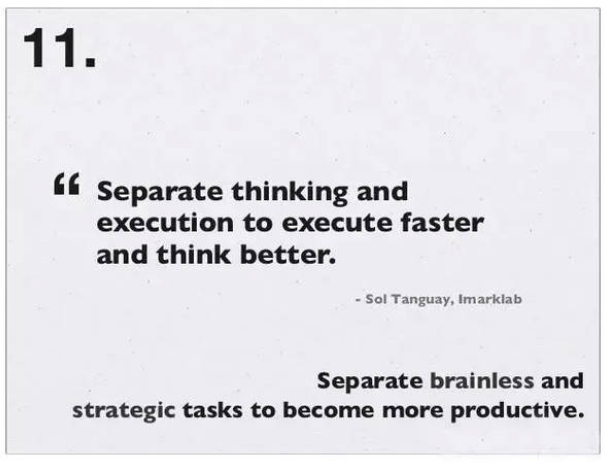 11.
“ Separate thinking and
execution to execute faster
and think better.
- Sol Tanguay, Imarklab
Separate brainless and
strategic tasks to become more productive.